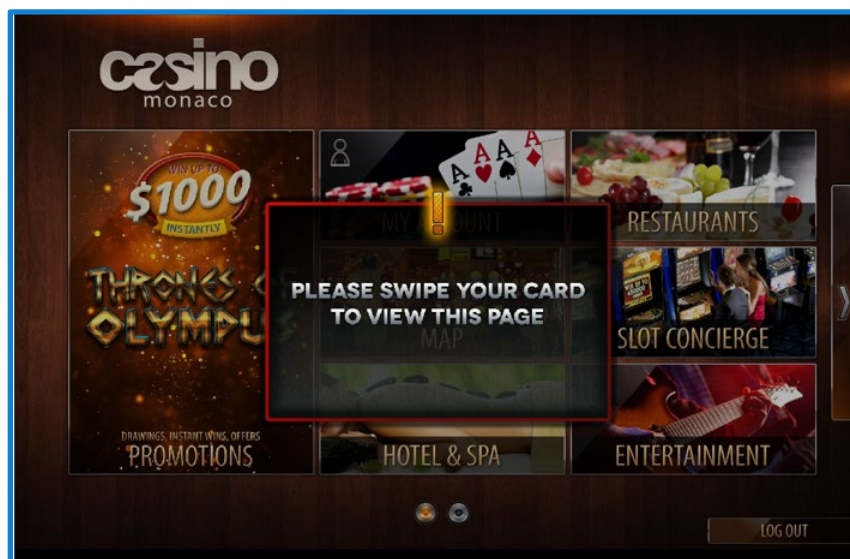 casino
monaco
WIN UP TO
$1000
INSTANTLY
THRONES OF
OLYMPUS
DRAWINGS, INSTANT WINS, OFFERS
PROMOTIONS
MY ACCOUNT
RESTAURANTS
!
PLEASE SWIPE YOUR CARD
TO VIEW THIS PAGE
MAP
SLOT CONCIERGE
HOTEL & SPA
ENTERTAINMENT
LOG OUT